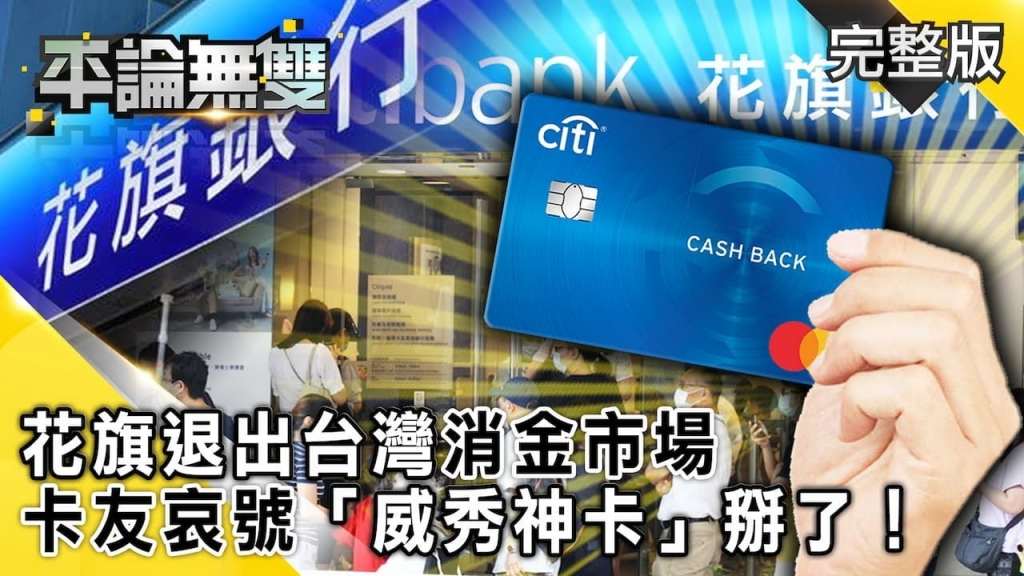 平論無雙
完整版
花旗銀行
citibank 花旗銀行
citi
CASH BACK
Citiquie
花旗退出台灣消金市場
卡友哀號「威秀神卡」掰了！